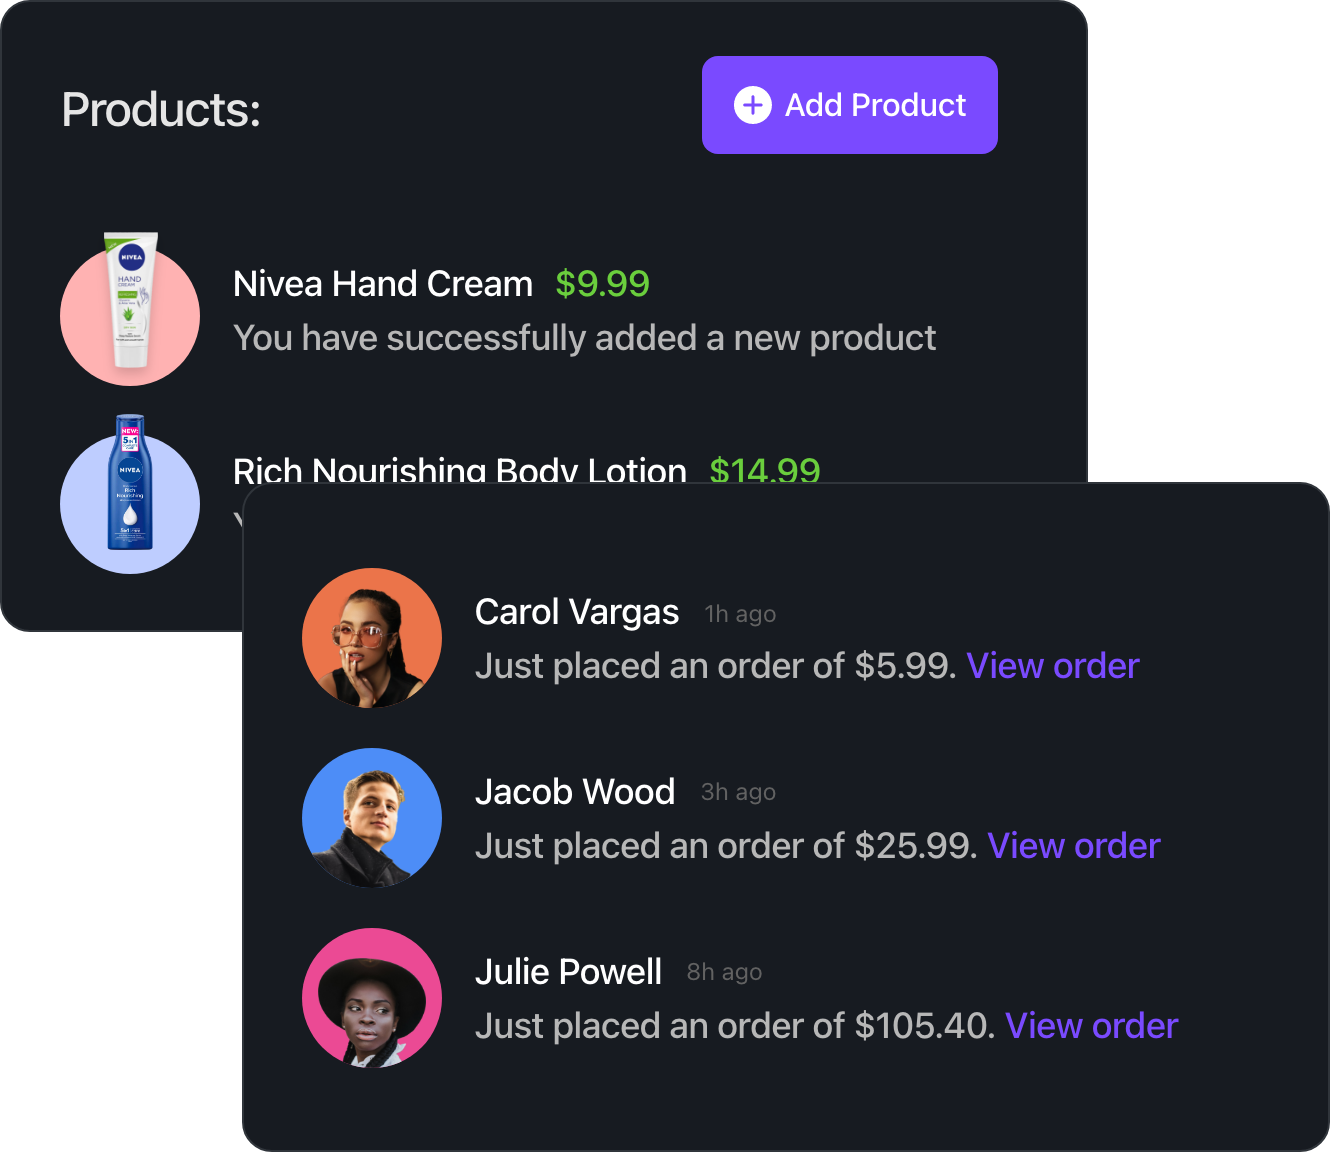 Products:
Add Product
NIVEA
HAND
CREAM
Nivea Hand Cream $9.99
You have successfully added a new product
NEW:
5in1
NIVEA
Rich
Nourishing
5in1
Rich Nourishing Body Lotion $14.99
Carol Vargas 1h ago
Just placed an order of $5.99. View order
Jacob Wood 3h ago
Just placed an order of $25.99. View order
Julie Powell 8h ago
Just placed an order of $105.40. View order